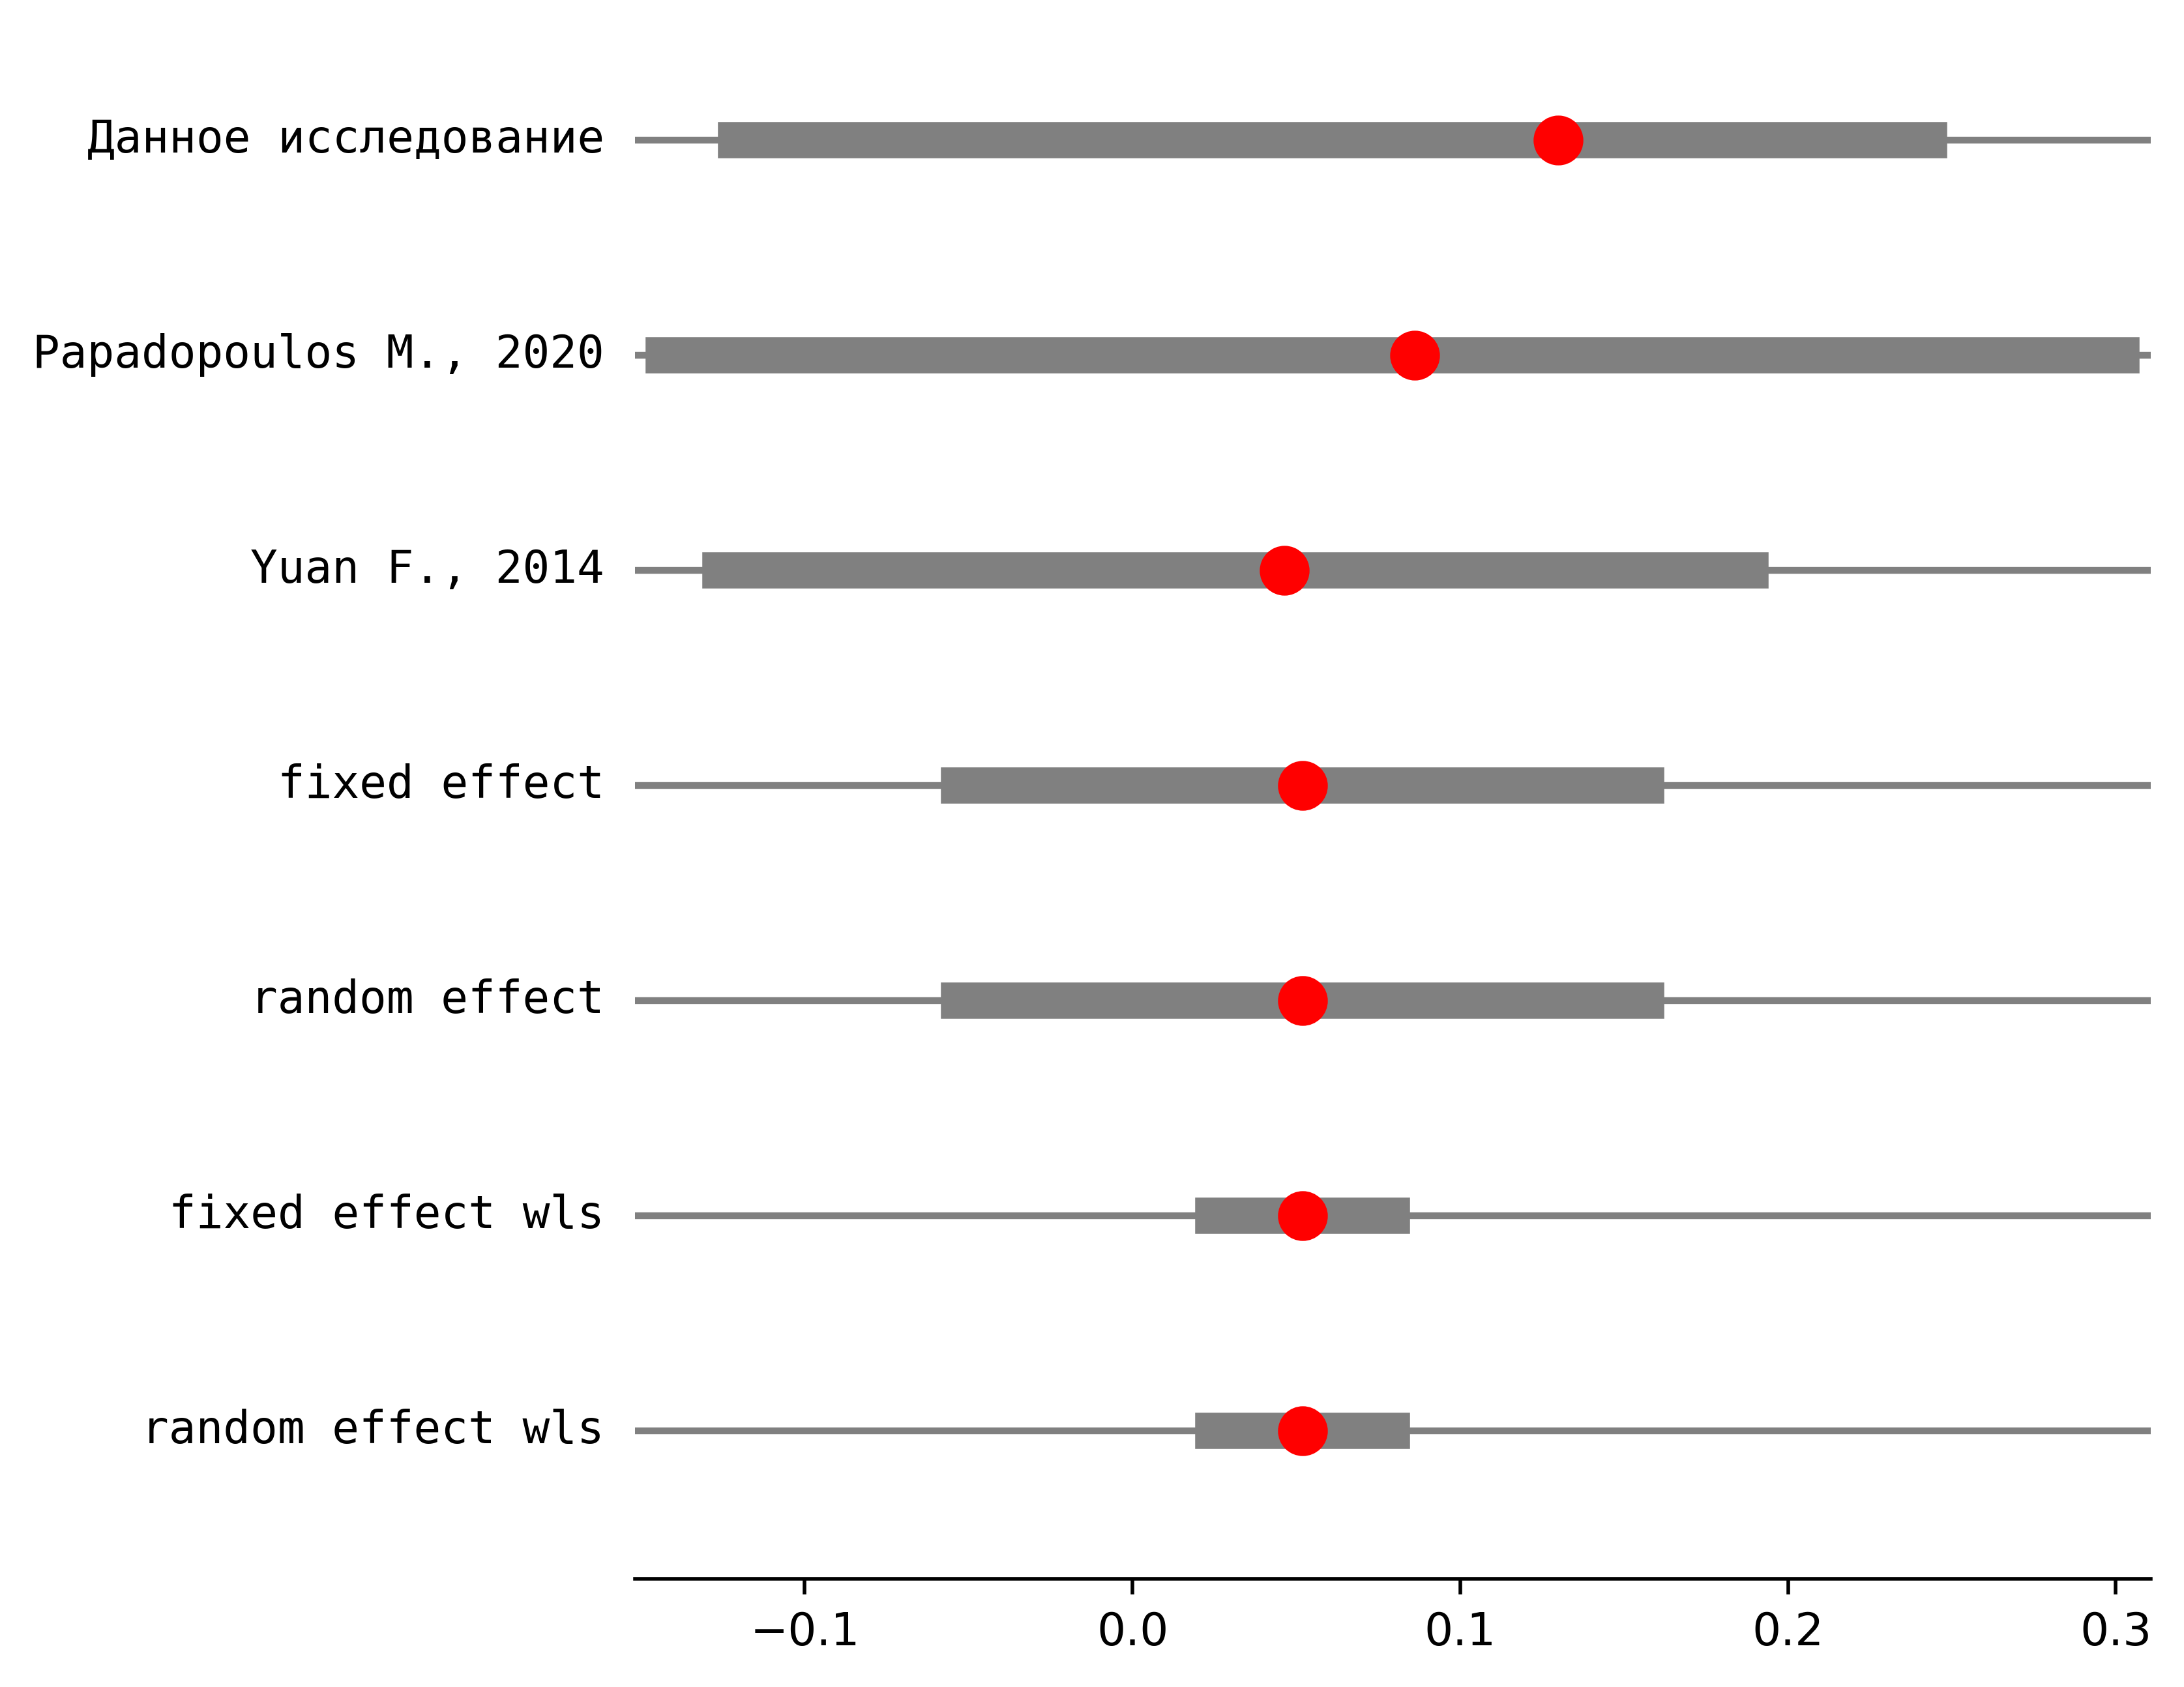 Данное исследование
Papadopoulos M., 2020
Yuan F., 2014
fixed effect
random effect
fixed effect wls
random effect wls
−0.1 0.0 0.1 0.2 0.3